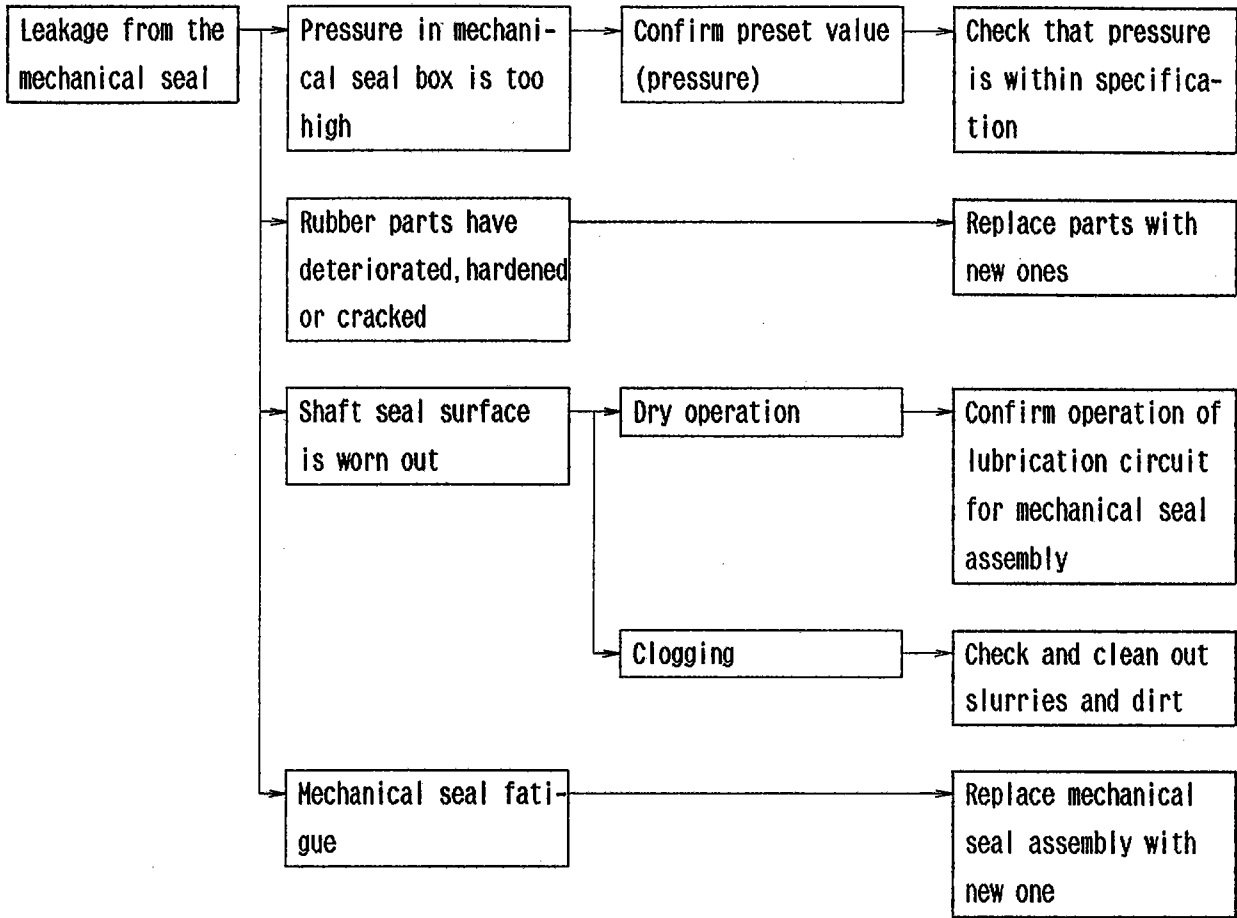 Leakage from the
mechanical seal
Pressure in mechani-
cal seal box is too
high
Confirm preset value
(pressure)
Check that pressure
is within specifica-
tion
Rubber parts have
deteriorated, hardened
or cracked
Replace parts with
new ones
Shaft seal surface
is worn out
Dry operation
Confirm operation of
lubrication circuit
for mechanical seal
assembly
Clogging
Check and clean out
slurries and dirt
Mechanical seal fati-
gue
Replace mechanical
seal assembly with
new one